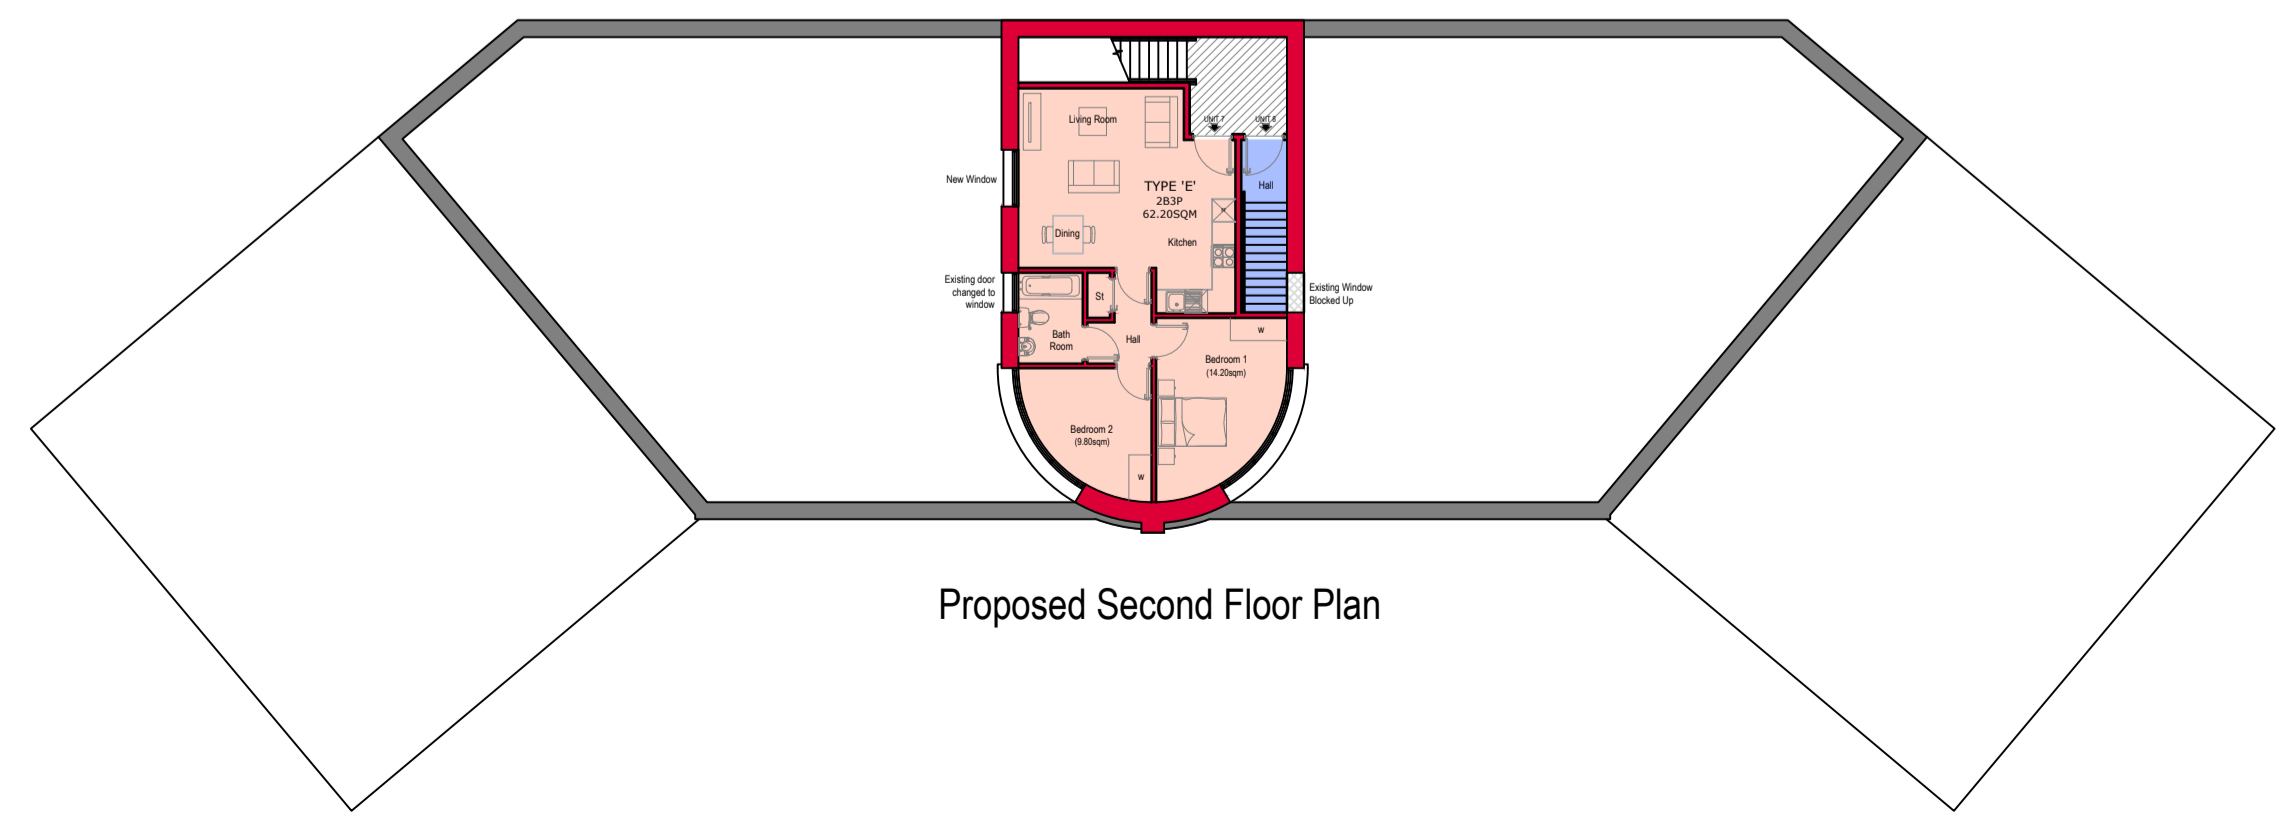 UNIT 7
UNIT 8
Living Room
New Window
TYPE 'E'
2B3P
62.20SQM
Hall
Dining
Kitchen
Existing door
changed to
window
St
Existing Window
Blocked Up
Bath
Room
Hall
w
Bedroom 1
(14.20sqm)
Bedroom 2
(9.80sqm)
w
Proposed Second Floor Plan